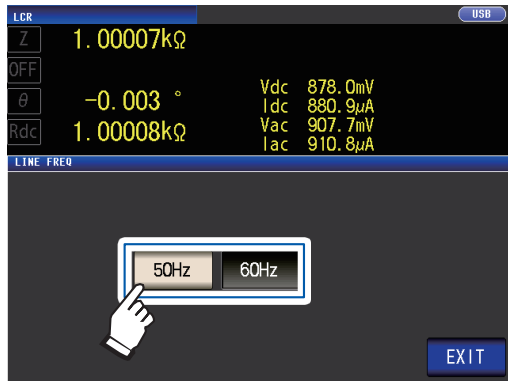 LCR USB
Z 1.00007kΩ
OFF
Vdc 878.0mV
θ -0.003 ° Idc 880.9μA
Vac 907.7mV
Rdc 1.00008kΩ Iac 910.8μA
LINE FREQ
50Hz 60Hz
EXIT